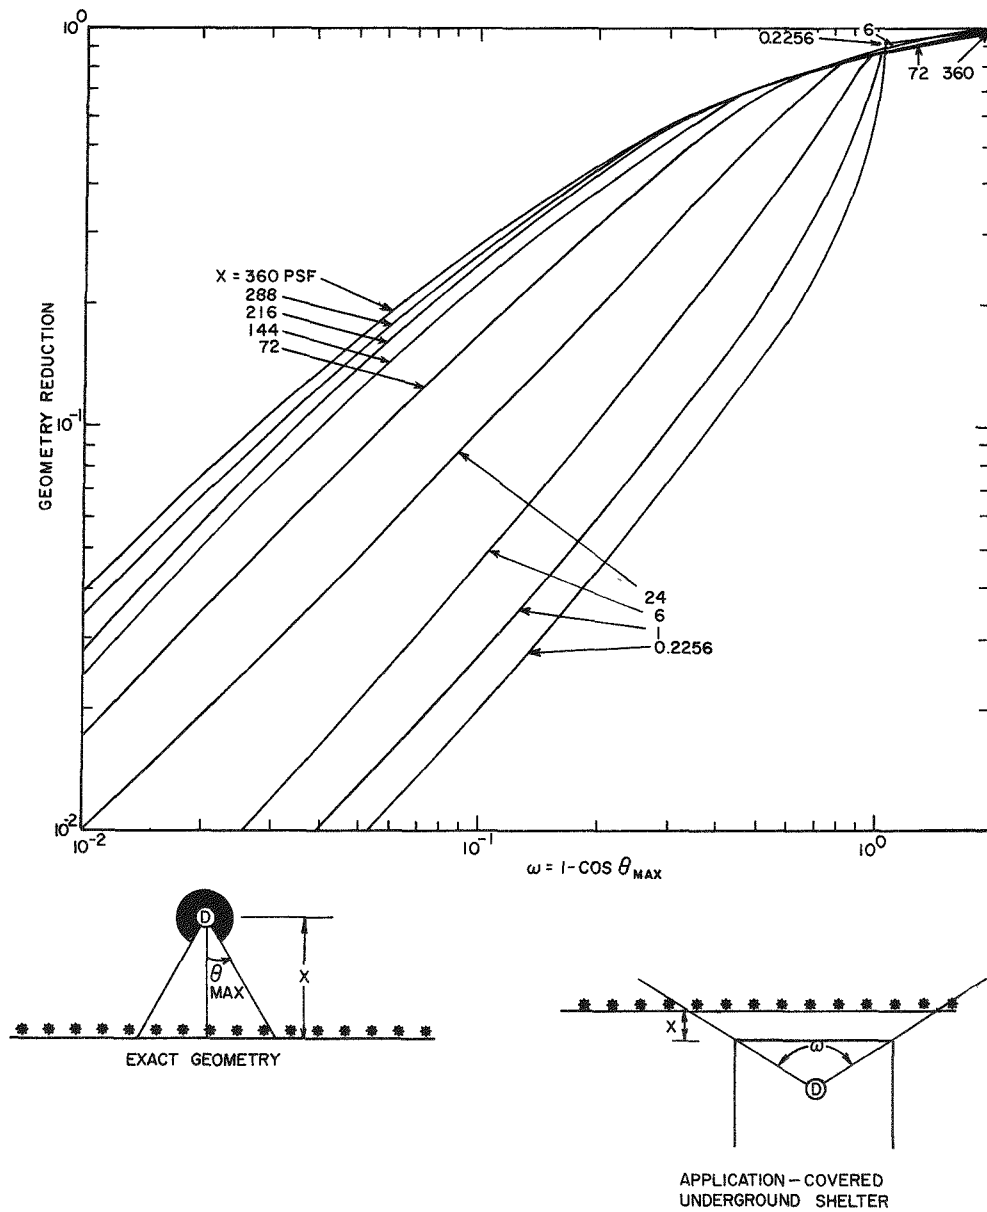 10⁰
6
0.2256
72 360
X = 360 PSF
288
216
144
72
GEOMETRY REDUCTION
10⁻¹
24
6
1
0.2256
10⁻²
10⁻² 10⁻¹ 10⁰
ω = 1-COS θ MAX
D
θ MAX
X
EXACT GEOMETRY
X
ω
D
APPLICATION-COVERED
UNDERGROUND SHELTER